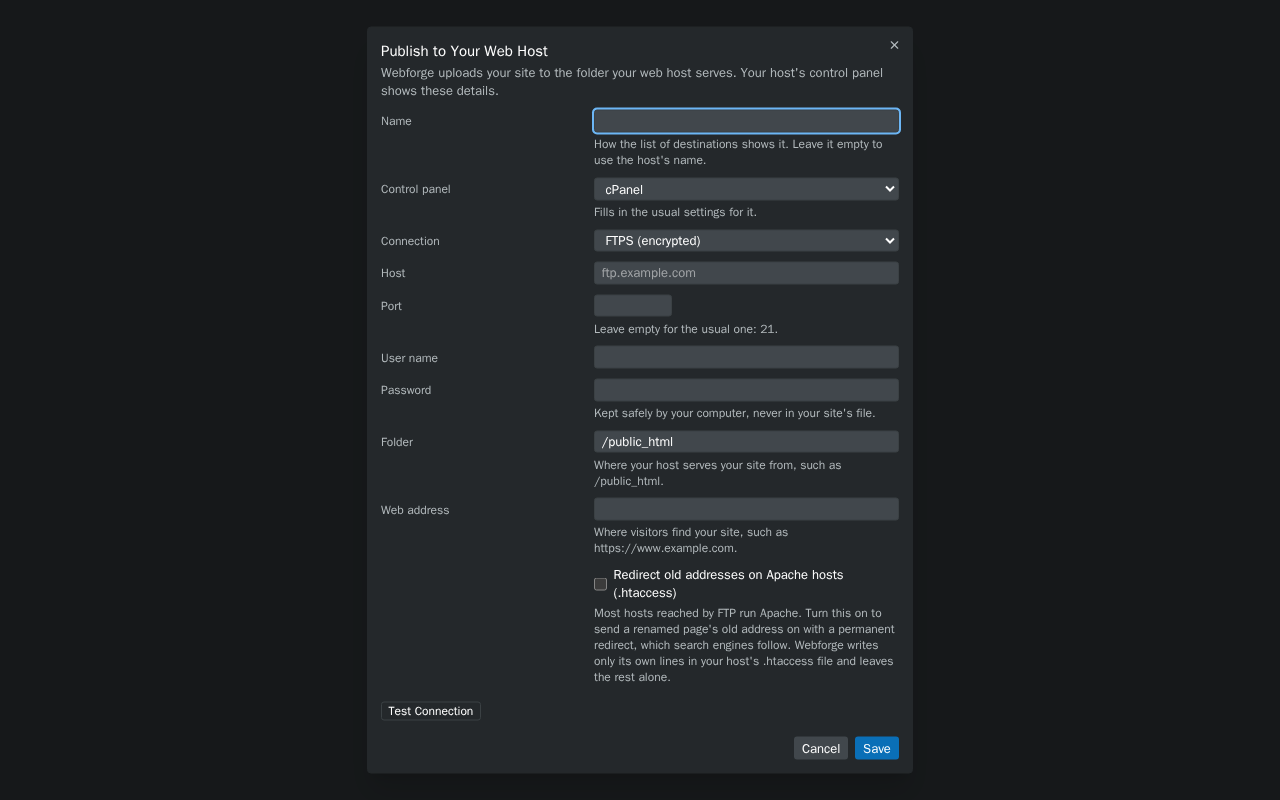 Publish to Your Web Host
×
Webforge uploads your site to the folder your web host serves. Your host's control panel
shows these details.
Name
How the list of destinations shows it. Leave it empty to
use the host's name.
Control panel
cPanel
Fills in the usual settings for it.
Connection
FTPS (encrypted)
Host
ftp.example.com
Port
Leave empty for the usual one: 21.
User name
Password
Kept safely by your computer, never in your site's file.
Folder
/public_html
Where your host serves your site from, such as
/public_html.
Web address
Where visitors find your site, such as
https://www.example.com.
Redirect old addresses on Apache hosts
(.htaccess)
Most hosts reached by FTP run Apache. Turn this on to
send a renamed page's old address on with a permanent
redirect, which search engines follow. Webforge writes
only its own lines in your host's .htaccess file and leaves
the rest alone.
Test Connection
Cancel
Save